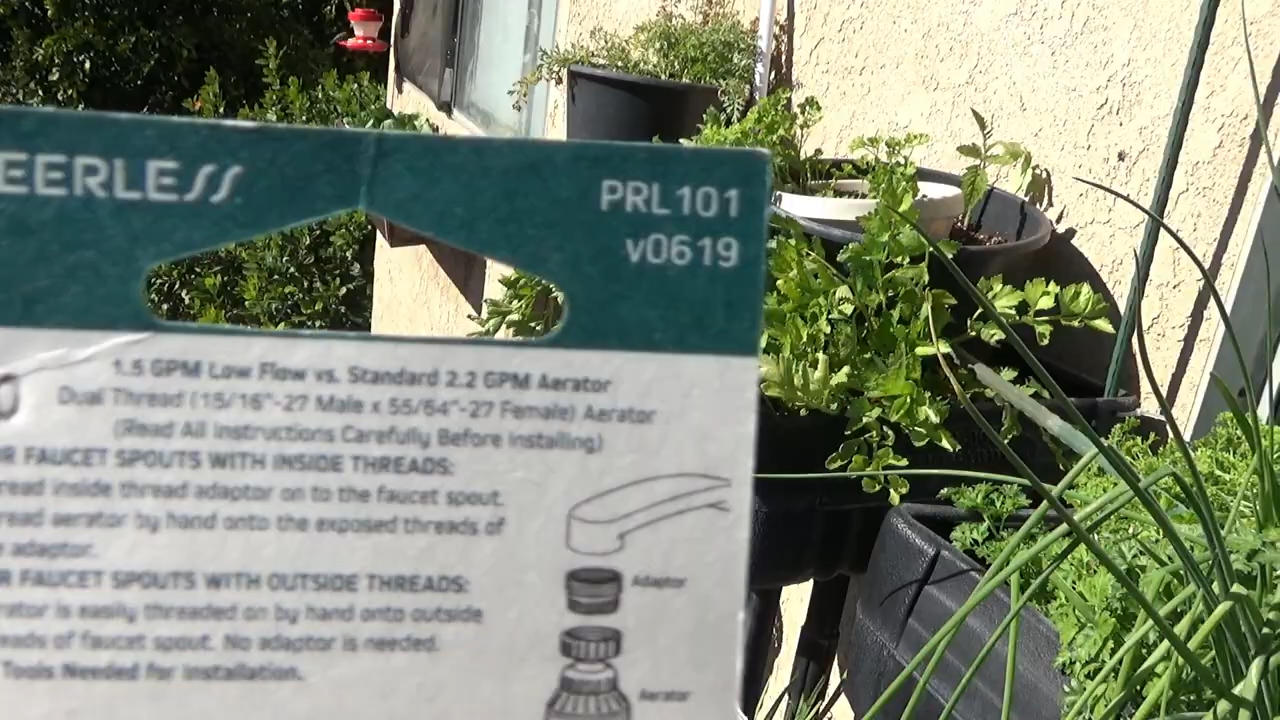 EERLESS
PRL101
v0619
1.5 GPM Low Flow vs. Standard 2.2 GPM Aerator
Dual Thread (15/16"-27 Male x 55/64"-27 Female) Aerator
(Read All Instructions Carefully Before Installing)
R FAUCET SPOUTS WITH INSIDE THREADS:
read inside thread adaptor on to the faucet spout.
read aerator by hand onto the exposed threads of
adaptor.
R FAUCET SPOUTS WITH OUTSIDE THREADS:
rator is easily threaded on by hand onto outside
eads of faucet spout. No adaptor is needed.
Tools Needed for Installation.
Adaptor
Aerator